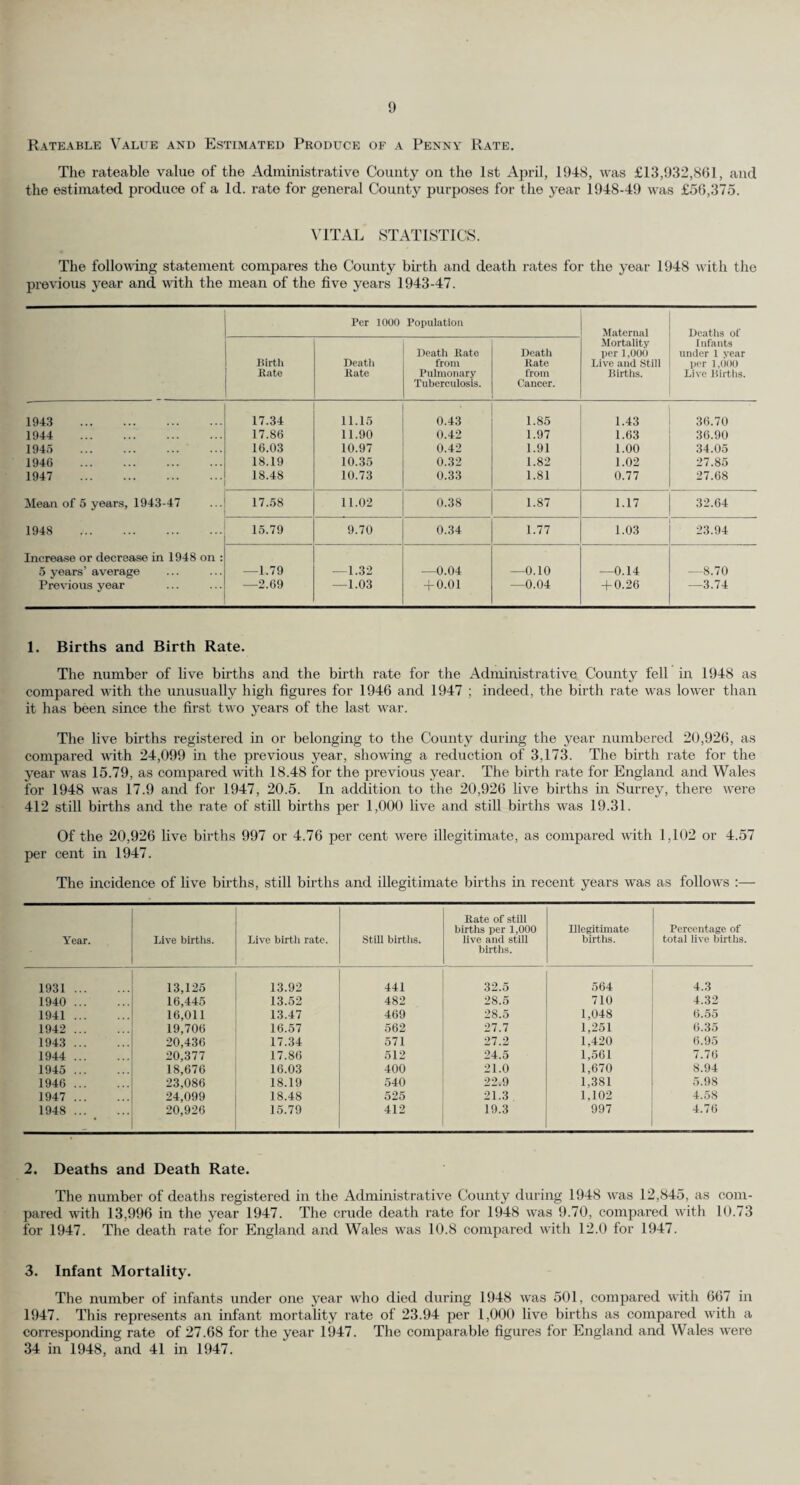 9
RATEABLE VALUE AND ESTIMATED PRODUCE OF A PENNY RATE.
The rateable value of the Administrative County on the 1st April, 1948, was £13,932,861, and
the estimated produce of a 1d. rate for general County purposes for the year 1948-49 was £56,375.
VITAL STATISTICS.
The following statement compares the County birth and death rates for the year 1948 with the
previous year and with the mean of the five years 1943-47.
Per 1000 Population
Birth Rate | Death Rate | Death Rate from Pulmonary Tuberculosis. | Death Rate from Cancer. | Maternal Mortality per 1,000 Live and Still Births. | Deaths of Infants under 1 year per 1,000 Live Births.
1943 ... ... ... ... 17.34 11.15 0.43 1.85 1.43 36.70
1944 ... ... ... ... 17.86 11.90 0.42 1.97 1.63 36.90
1945 ... ... ... ... 16.03 10.97 0.42 1.91 1.00 34.05
1946 ... ... ... ... 18.19 10.35 0.32 1.82 1.02 27.85
1947 ... ... ... ... 18.48 10.73 0.33 1.81 0.77 27.68
Mean of 5 years, 1943-47 ... 17.58 11.02 0.38 1.87 1.17 32.64
1948 ... ... ... ... 15.79 9.70 0.34 1.77 1.03 23.94
Increase or decrease in 1948 on :
5 years' average ... ... —1.79 —1.32 —0.04 —0.10 —0.14 —8.70
Previous year ... ... —2.69 —1.03 +0.01 —0.04 +0.26 —3.74
1. Births and Birth Rate.
The number of live births and the birth rate for the Administrative County fell in 1948 as
compared with the unusually high figures for 1946 and 1947 ; indeed, the birth rate was lower than
it has been since the first two years of the last war.
The live births registered in or belonging to the County during the year numbered 20,926, as
compared with 24,099 in the previous year, showing a reduction of 3,173. The birth rate for the
year was 15.79, as compared with 18.48 for the previous year. The birth rate for England and Wales
for 1948 was 17.9 and for 1947, 20.5. In addition to the 20,926 live births in Surrey, there were
412 still births and the rate of still births per 1,000 live and still births was 19.31.
Of the 20,926 live births 997 or 4.76 per cent were illegitimate, as compared with 1,102 or 4.57
per cent in 1947.
The incidence of live births, still births and illegitimate births in recent years was as follows :—
Year. | Live births. | Live birth rate. | Still births. | Rate of still births per 1,000 live and still births. | Illegitimate births. | Percentage of total live births.
1931 ... ... 13,125 13.92 441 32.5 564 4.3
1940 ... ... 16,445 13.52 482 28.5 710 4.32
1941 ... ... 16,011 13.47 469 28.5 1,048 6.55
1942 ... ... 19,706 16.57 562 27.7 1,251 6.35
1943 ... ... 20,436 17.34 571 27.2 1,420 6.95
1944 ... ... 20,377 17.86 512 24.5 1,561 7.76
1945 ... ... 18,676 16.03 400 21.0 1,670 8.94
1946 ... ... 23,086 18.19 540 22.9 1,381 5.98
1947 ... ... 24,099 18.48 525 21.3 1,102 4.58
1948 ... ... 20,926 15.79 412 19.3 997 4.76
2. Deaths and Death Rate.
The number of deaths registered in the Administrative County during 1948 was 12,845, as com-
pared with 13,996 in the year 1947. The crude death rate for 1948 was 9.70, compared with 10.73
for 1947. The death rate for England and Wales was 10.8 compared with 12.0 for 1947.
3. Infant Mortality.
The number of infants under one year who died during 1948 was 501, compared with 667 in
1947. This represents an infant mortality rate of 23.94 per 1,000 live births as compared with a
corresponding rate of 27.68 for the year 1947. The comparable figures for England and Wales were
34 in 1948, and 41 in 1947.